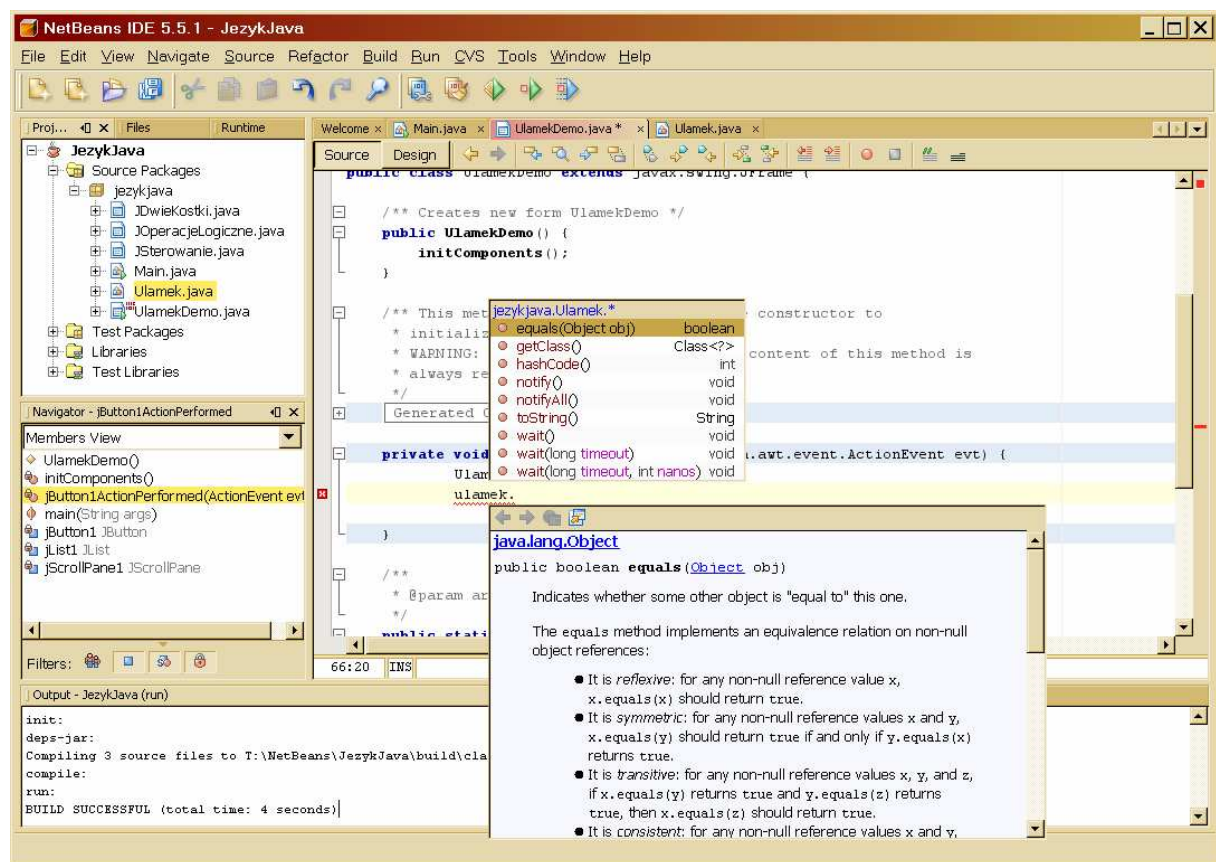 NetBeans IDE 5.5.1 - JezykJava
File Edit View Navigate Source Refactor Build Run CVS Tools Window Help
Proj... Files Runtime
JezykJava
Source Packages
jezykjava
JDwieKostki.java
JOperacjeLogiczne.java
JSterowanie.java
Main.java
Ulamek.java
UlamekDemo.java
Test Packages
Libraries
Test Libraries
Navigator - jButton1ActionPerformed
Members View
UlamekDemo()
initComponents()
jButton1ActionPerformed(ActionEvent evt
main(String args)
jButton1 JButton
jList1 JList
jScrollPane1 JScrollPane
Filters:
Welcome Main.java UlamekDemo.java * Ulamek.java
Source Design
public class UlamekDemo extends javax.swing.JFrame {
/** Creates new form UlamekDemo */
public UlamekDemo() {
initComponents();
}
/** This met constructor to
* initializ
* WARNING: content of this method is
* always re
*/
Generated C
private void .awt.event.ActionEvent evt) {
Ulam
ulamek.
}
/**
* @param ar
*/
public stati
66:20 INS
jezykjava.Ulamek.*
equals(Object obj) boolean
getClass() Class<?>
hashCode() int
notify() void
notifyAll() void
toString() String
wait() void
wait(long timeout) void
wait(long timeout, int nanos) void
java.lang.Object
public boolean equals(Object obj)
Indicates whether some other object is "equal to" this one.
The equals method implements an equivalence relation on non-null
object references:
● It is reflexive: for any non-null reference value x,
x.equals(x) should return true.
● It is symmetric: for any non-null reference values x and y,
x.equals(y) should return true if and only if y.equals(x)
returns true.
● It is transitive: for any non-null reference values x, y, and z,
if x.equals(y) returns true and y.equals(z) returns
true, then x.equals(z) should return true.
● It is consistent: for any non-null reference values x and y,
Output - JezykJava (run)
init:
deps-jar:
Compiling 3 source files to T:\NetBeans\JezykJava\build\cla
compile:
run:
BUILD SUCCESSFUL (total time: 4 seconds)